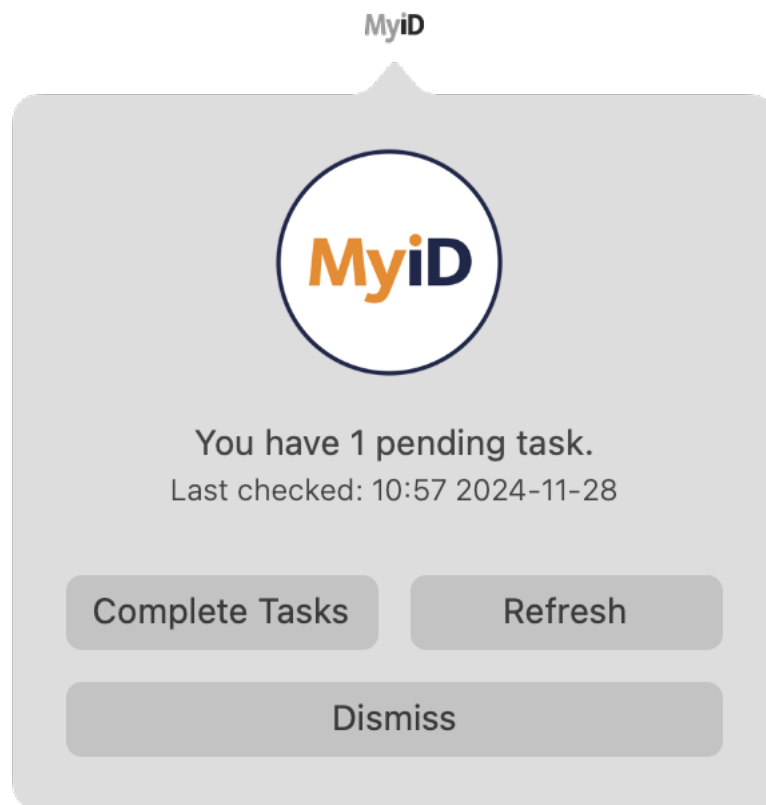 MyiD
MyiD
You have 1 pending task.
Last checked: 10:57 2024-11-28
Complete Tasks Refresh
Dismiss